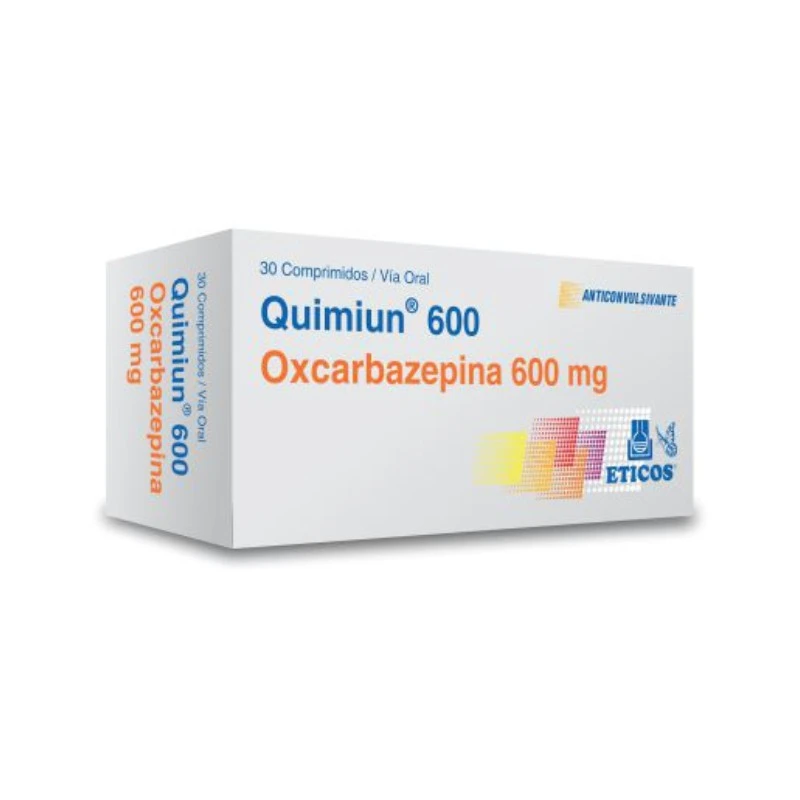 30 Comprimidos / Vía Oral
Quimiun® 600
Oxcarbazepina 600 mg
30 Comprimidos / Vía Oral
Quimiun® 600
Oxcarbazepina 600 mg
ANTICONVULSIVANTE
ETICOS®